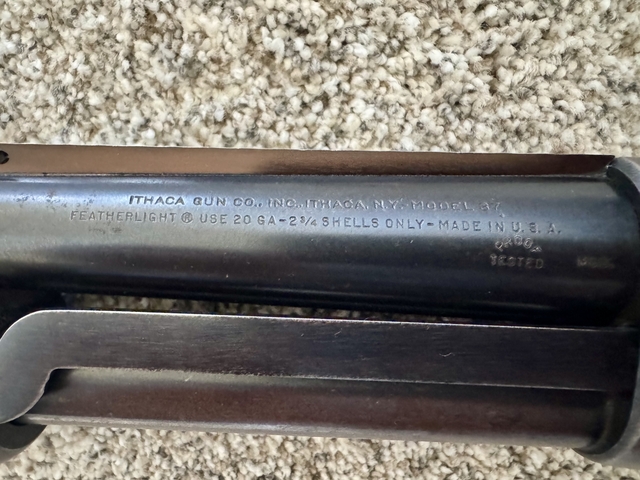 ITHACA GUN CO., INC. ITHACA, N.Y. MODEL 37
FEATHERLIGHT ® USE 20 GA-2¾ SHELLS ONLY-MADE IN U.S.A.
PROOF
TESTED